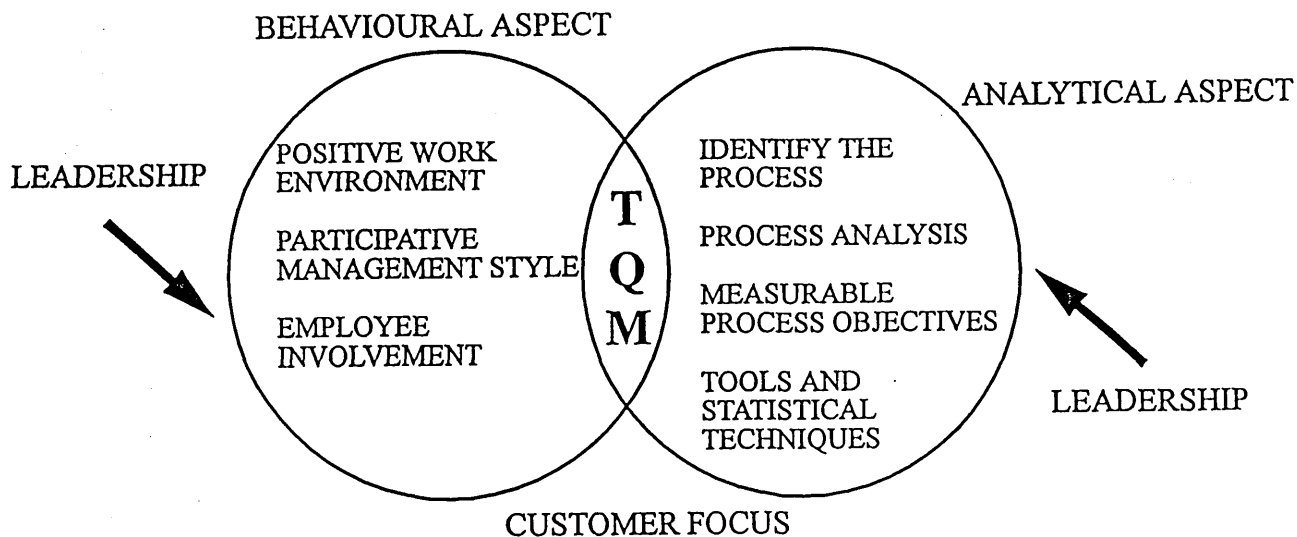 BEHAVIOURAL ASPECT
ANALYTICAL ASPECT
LEADERSHIP
POSITIVE WORK
ENVIRONMENT
PARTICIPATIVE
MANAGEMENT STYLE
EMPLOYEE
INVOLVEMENT
T
Q
M
IDENTIFY THE
PROCESS
PROCESS ANALYSIS
MEASURABLE
PROCESS OBJECTIVES
TOOLS AND
STATISTICAL
TECHNIQUES
LEADERSHIP
CUSTOMER FOCUS